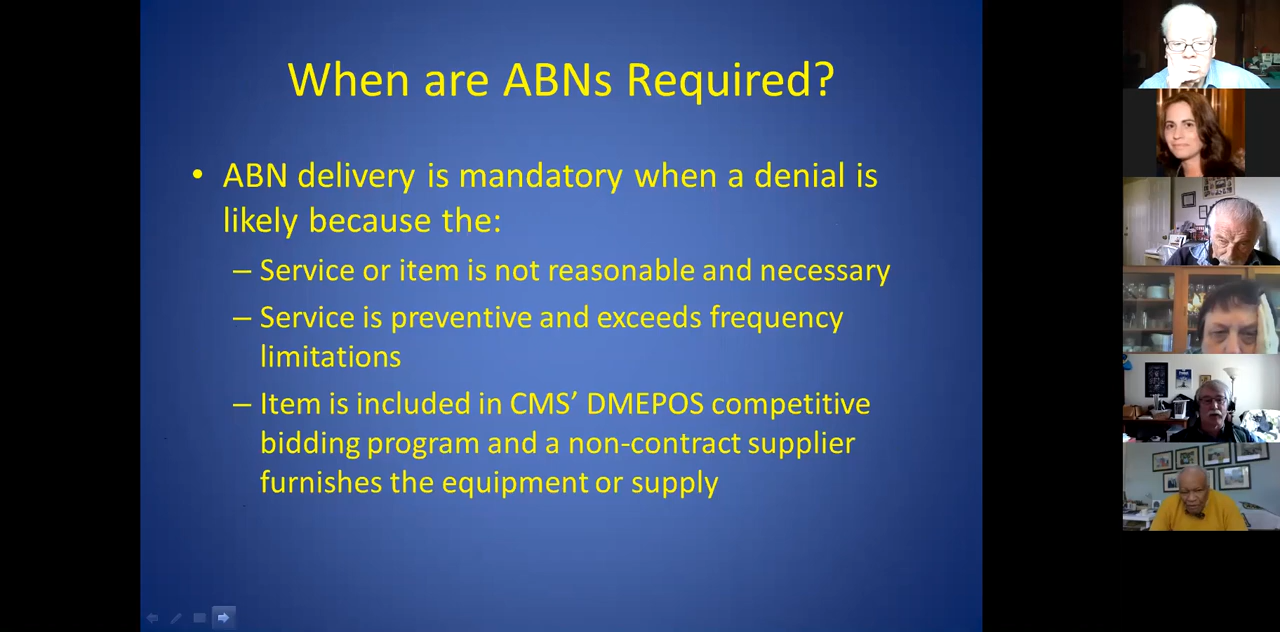 When are ABNs Required?
• ABN delivery is mandatory when a denial is
likely because the:
– Service or item is not reasonable and necessary
– Service is preventive and exceeds frequency
limitations
– Item is included in CMS’ DMEPOS competitive
bidding program and a non-contract supplier
furnishes the equipment or supply